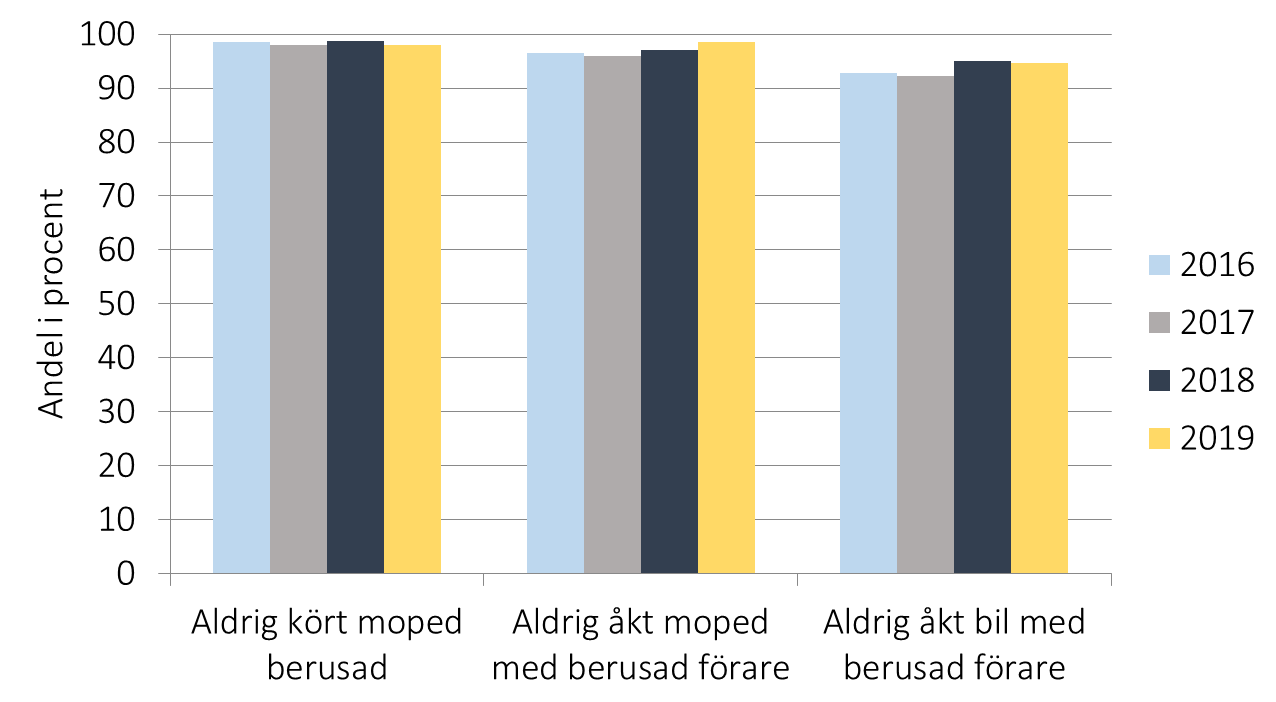 Andel i procent
100
90
80
70
60
50
40
30
20
10
0
Aldrig kört moped
berusad
Aldrig åkt moped
med berusad förare
Aldrig åkt bil med
berusad förare
2016
2017
2018
2019